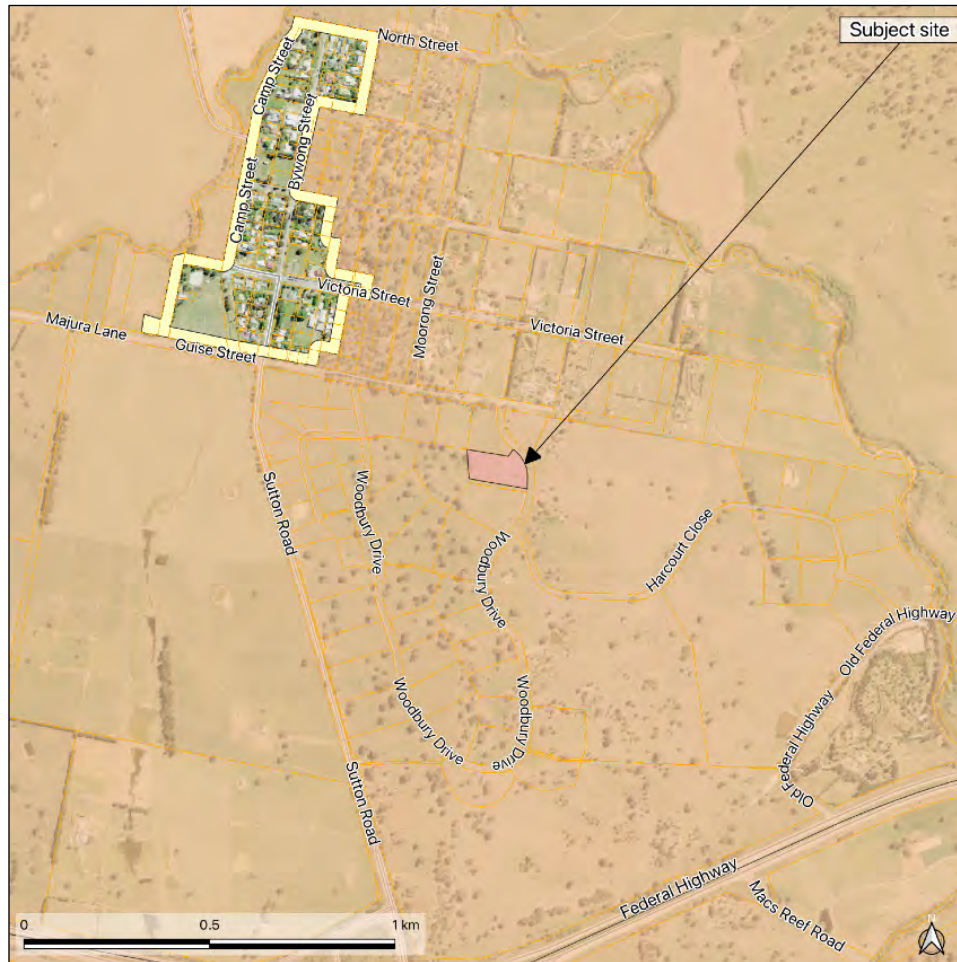 Subject site
North Street
Camp Street
Bywong Street
Camp Street
Victoria Street
Moorong Street
Victoria Street
Majura Lane
Guise Street
Sutton Road
Woodbury Drive
Woodbury Drive
Harcourt Close
Old Federal Highway
Woodbury Drive
Woodbury Drive
Old Federal Highway
Sutton Road
Federal Highway
Macs Reef Road
0 0.5 1 km
N